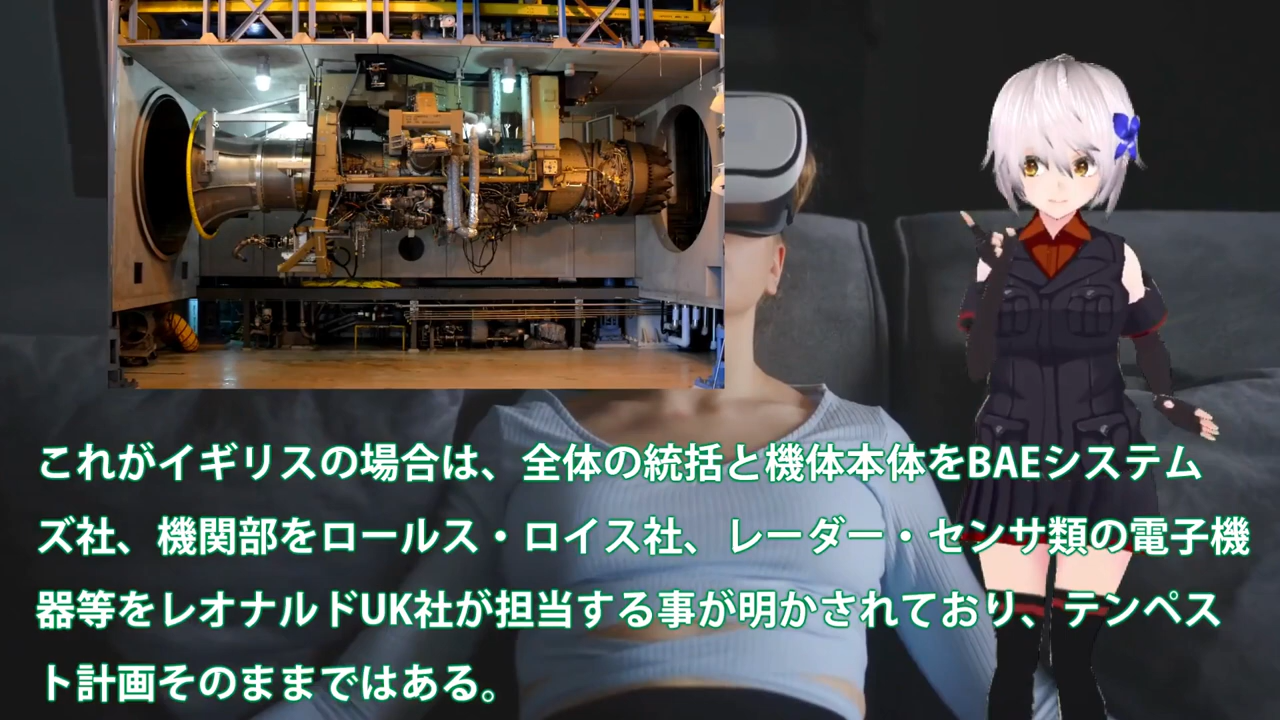 これがイギリスの場合は、全体の統括と機体本体をBAEシステム
ズ社、機関部をロールス・ロイス社、レーダー・センサ類の電子機
器等をレオナルドUK社が担当する事が明かされており、テンペス
ト計画そのままではある。